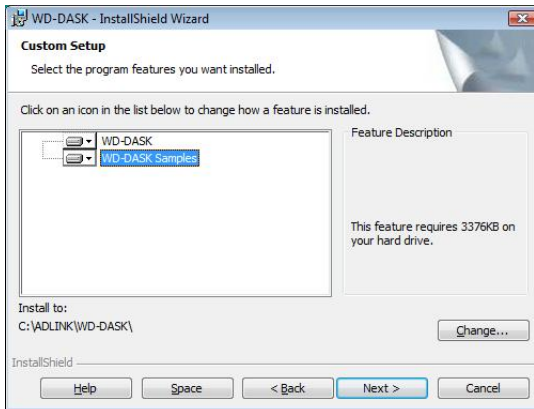 WD-DASK - InstallShield Wizard
Custom Setup
Select the program features you want installed.
Click on an icon in the list below to change how a feature is installed.
WD-DASK
WD-DASK Samples
Feature Description
This feature requires 3376KB on
your hard drive.
Install to:
C:\ADLINK\WD-DASK\
Change...
InstallShield
Help
Space
< Back
Next >
Cancel